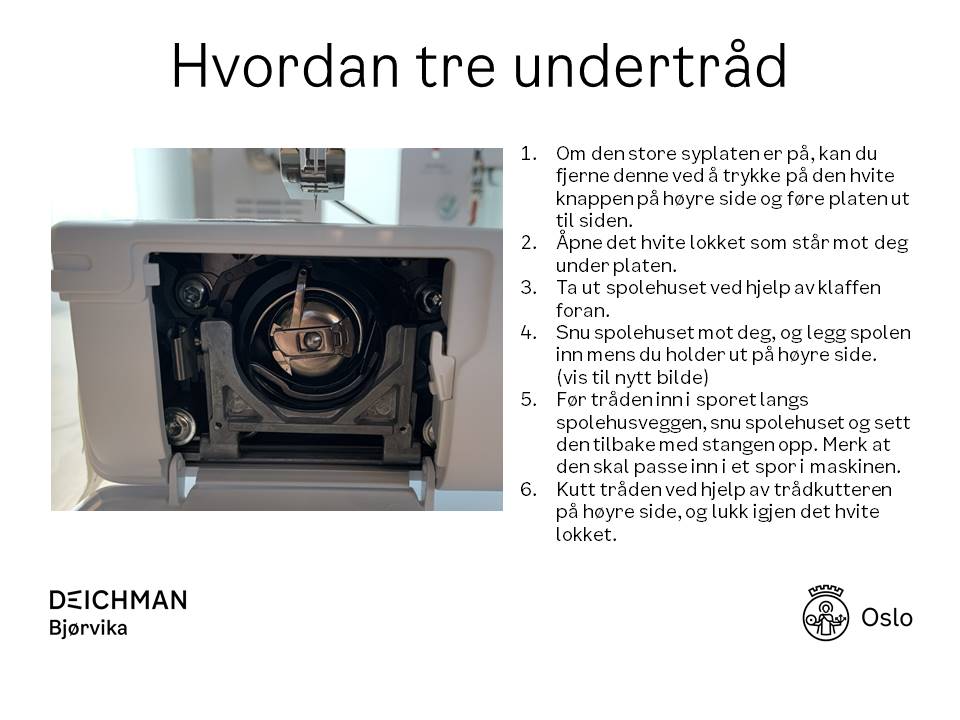 Hvordan tre undertråd
1. Om den store syplaten er på, kan du
fjerne denne ved å trykke på den hvite
knappen på høyre side og føre platen ut
til siden.
2. Åpne det hvite lokket som står mot deg
under platen.
3. Ta ut spolehuset ved hjelp av klaffen
foran.
4. Snu spolehuset mot deg, og legg spolen
inn mens du holder ut på høyre side.
(vis til nytt bilde)
5. Før tråden inn i sporet langs
spolehusveggen, snu spolehuset og sett
den tilbake med stangen opp. Merk at
den skal passe inn i et spor i maskinen.
6. Kutt tråden ved hjelp av trådkutteren
på høyre side, og lukk igjen det hvite
lokket.
DEICHMAN
Bjørvika
Oslo